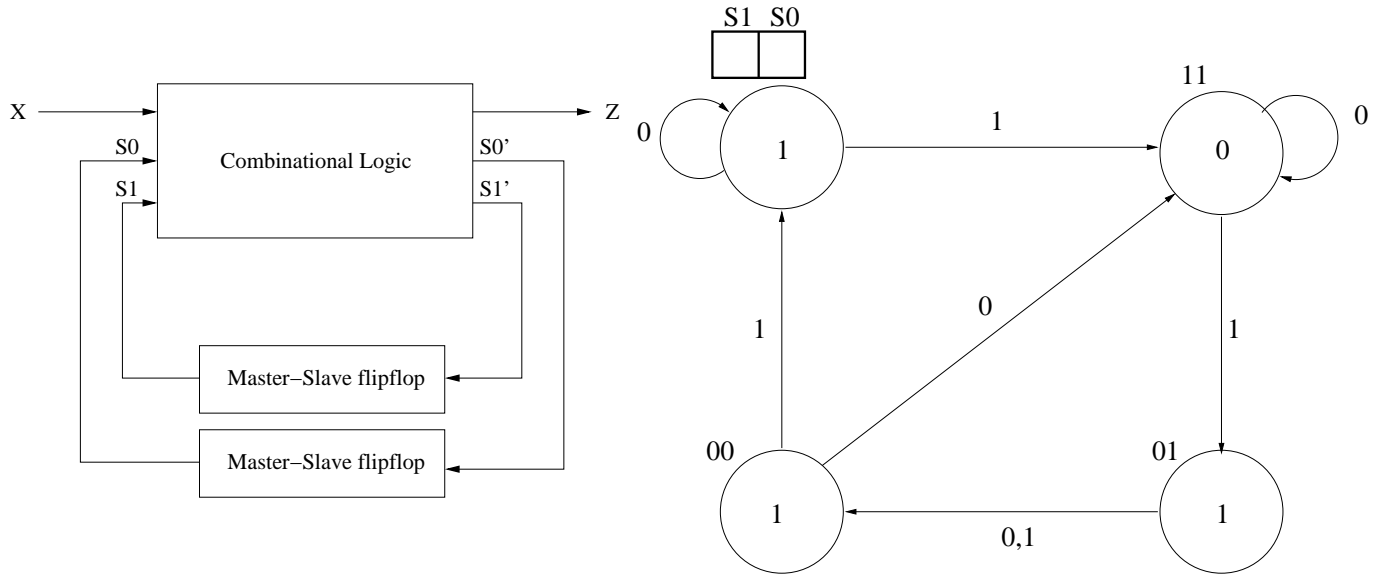 X
S0
S1
Combinational Logic
Z
S0’
S1’
Master−Slave flipflop
Master−Slave flipflop
S1 S0
11
0
1
1
0
0
1
0
1
00
01
1
0,1
1